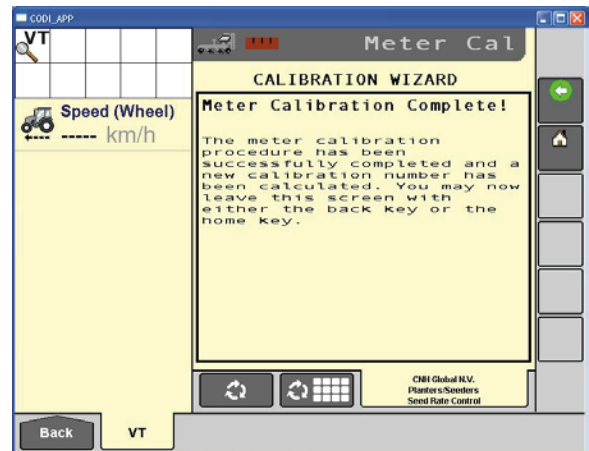 CODI_APP
VT
Meter Cal
CALIBRATION WIZARD
Speed (Wheel)
----- km/h
Meter Calibration Complete!
The meter calibration
procedure has been
successfully completed and a
new calibration number has
been calculated. You may now
leave this screen with
either the back key or the
home key.
CNH Global N.V.
Planters/Seeders
Seed Rate Control
Back
VT